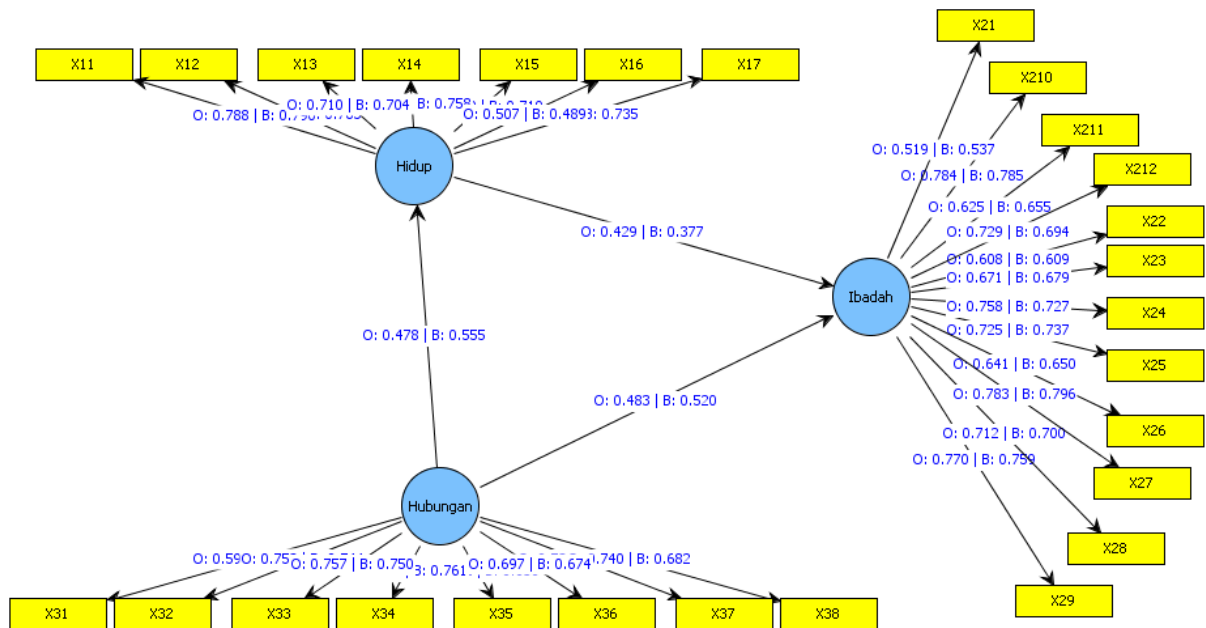 X21
X11
X12
X13
X14
X15
X16
X17
X210
O: 0.710 | B: 0.704
B: 0.758
O: 0.788 |
O: 0.507 | B: 0.489
B: 0.735
X211
O: 0.519 | B: 0.537
Hidup
X212
O: 0.784 | B: 0.785
O: 0.625 | B: 0.655
X22
O: 0.429 | B: 0.377
O: 0.729 | B: 0.694
O: 0.608 | B: 0.609
X23
O: 0.671 | B: 0.679
Ibadah
O: 0.758 | B: 0.727
X24
O: 0.725 | B: 0.737
O: 0.478 | B: 0.555
O: 0.641 | B: 0.650
X25
O: 0.783 | B: 0.796
O: 0.483 | B: 0.520
X26
O: 0.712 | B: 0.700
O: 0.770 | B: 0.759
X27
Hubungan
X28
O: 0.757 | B: 0.750
O: 0.697 | B: 0.674
0.740 | B: 0.682
X29
X31
X32
X33
X34
X35
X36
X37
X38